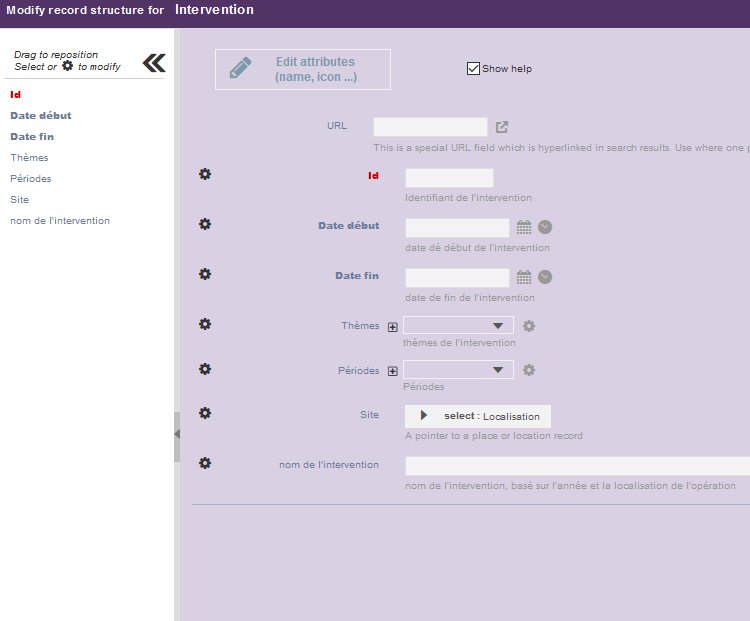 Modify record structure for Intervention
Drag to reposition
Select or to modify
Id
Date début
Date fin
Thèmes
Périodes
Site
nom de l'intervention
Edit attributes
(name, icon ...)
Show help
URL
This is a special URL field which is hyperlinked in search results. Use where one p
Id
Identifiant de l'intervention
Date début
date dé début de l'intervention
Date fin
date de fin de l'intervention
Thèmes
thèmes de l'intervention
Périodes
Périodes
Site
select : Localisation
A pointer to a place or location record
nom de l'intervention
nom de l'intervention, basé sur l'année et la localisation de l'opération